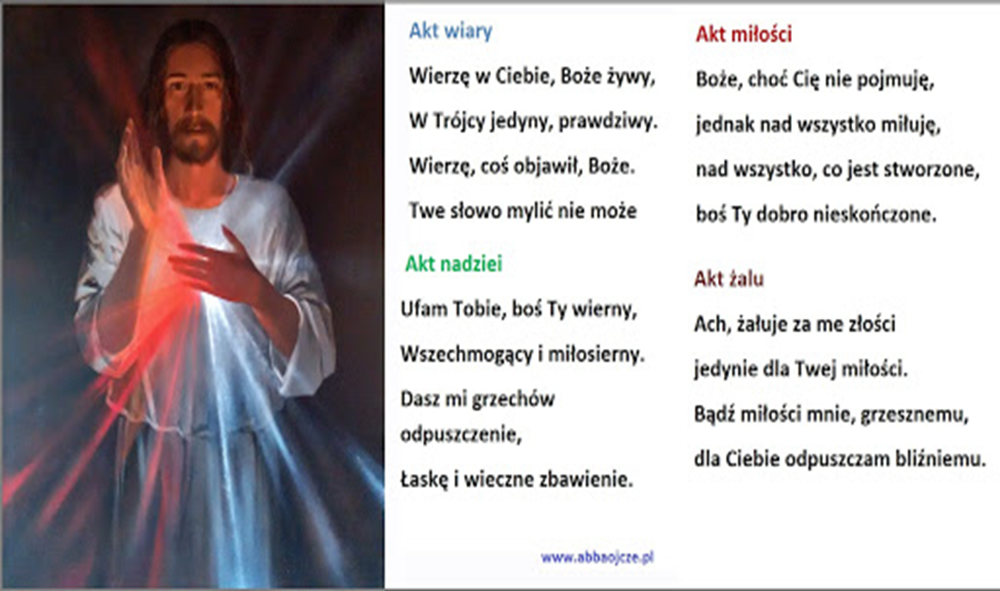 Akt wiary
Wierzę w Ciebie, Boże żywy,
W Trójcy jedyny, prawdziwy.
Wierzę, coś objawił, Boże.
Twe słowo mylić nie może
Akt nadziei
Ufam Tobie, boś Ty wierny,
Wszechmogący i miłosierny.
Dasz mi grzechów
odpuszczenie,
Łaskę i wieczne zbawienie.
Akt miłości
Boże, choć Cię nie pojmuję,
jednak nad wszystko miłuję,
nad wszystko, co jest stworzone,
boś Ty dobro nieskończone.
Akt żalu
Ach, żałuje za me złości
jedynie dla Twej miłości.
Bądź miłości mnie, grzesznemu,
dla Ciebie odpuszczam bliźniemu.
www.abbaojcze.pl